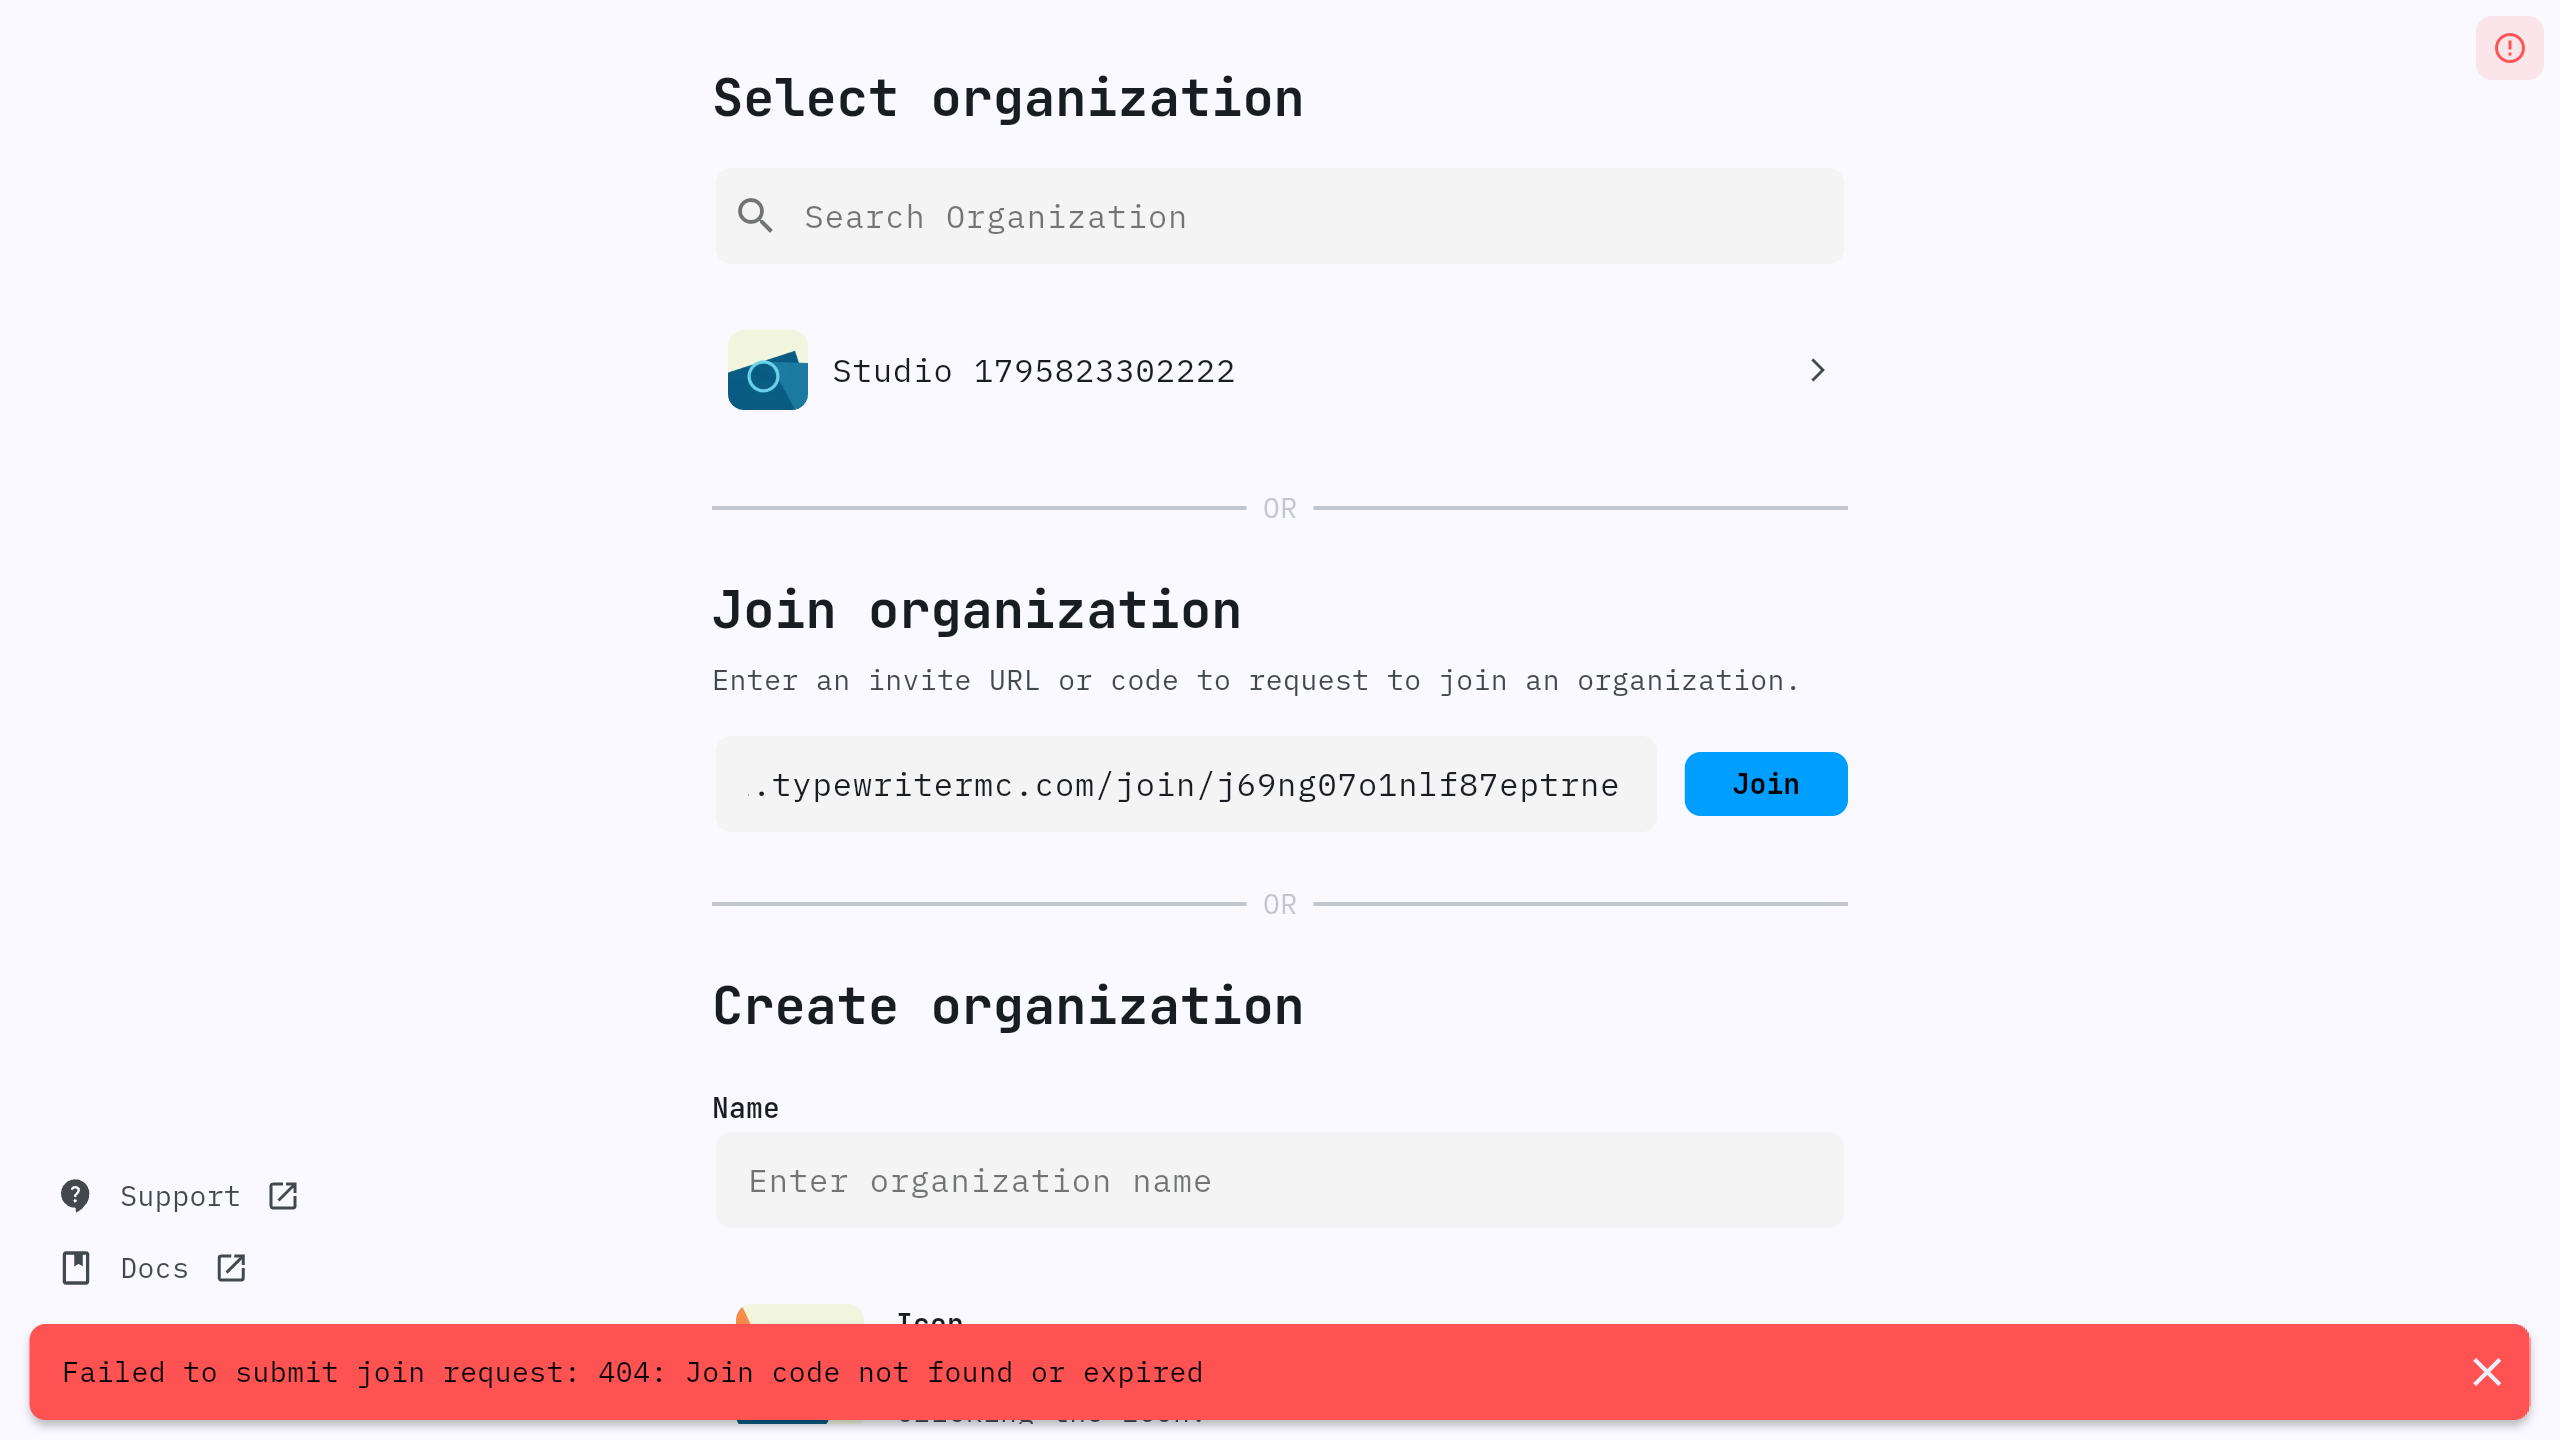 Select organization
Search Organization
Studio 1795823302222
OR
Join organization
Enter an invite URL or code to request to join an organization.
.typewritermc.com/join/j69ng07o1nlf87eptrne
Join
OR
Create organization
Name
Enter organization name
Support
Docs
Icon
Failed to submit join request: 404: Join code not found or expired